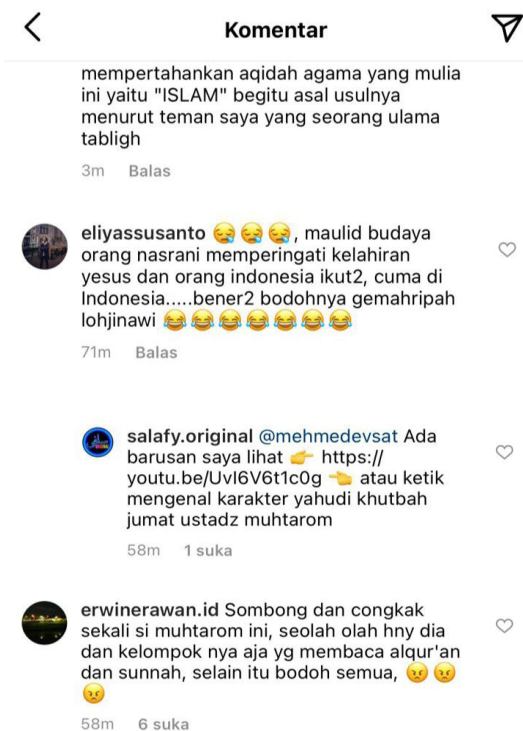 Komentar
mempertahankan aqidah agama yang mulia
ini yaitu "ISLAM" begitu asal usulnya
menurut teman saya yang seorang ulama
tabligh
3m Balas
eliyassusanto 😪 😪 😪, maulid budaya
orang nasrani memperingati kelahiran
yesus dan orang indonesia ikut2, cuma di
Indonesia.....bener2 bodohnya gemahripah
lohjinawi 😂 😂 😂 😂 😂 😂 😂
71m Balas
salafy.original @mehmedevsat Ada
barusan saya lihat 👉 https://
youtu.be/UvI6V6t1c0g 👈 atau ketik
mengenal karakter yahudi khutbah
jumat ustadz muhtarom
58m 1 suka
erwinerawan.id Sombong dan congkak
sekali si muhtarom ini, seolah olah hny dia
dan kelompok nya aja yg membaca alqur'an
dan sunnah, selain itu bodoh semua, 😠 😠
😠
58m 6 suka